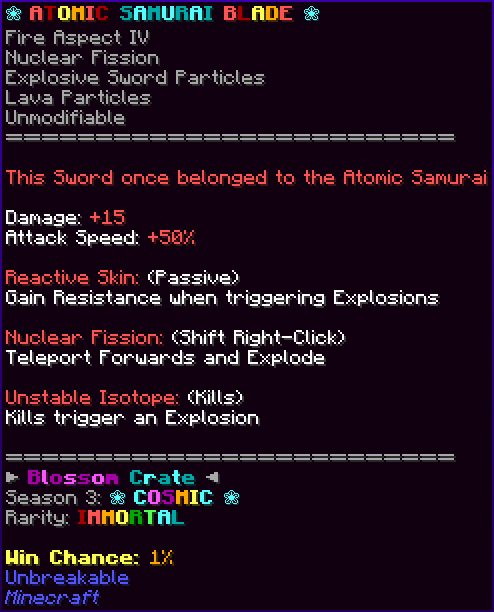 ❀ ATOMIC SAMURAI BLADE ❀
Fire Aspect IV
Nuclear Fission
Explosive Sword Particles
Lava Particles
Unmodifiable
============================
This Sword once belonged to the Atomic Samurai
Damage: +15
Attack Speed: +50%
Reactive Skin: (Passive)
Gain Resistance when triggering Explosions
Nuclear Fission: (Shift Right-Click)
Teleport Forwards and Explode
Unstable Isotope: (Kills)
Kills trigger an Explosion
============================
► Blossom Crate ◄
Season 3: ❀ COSMIC ❀
Rarity: IMMORTAL
Win Chance: 1%
Unbreakable
Minecraft